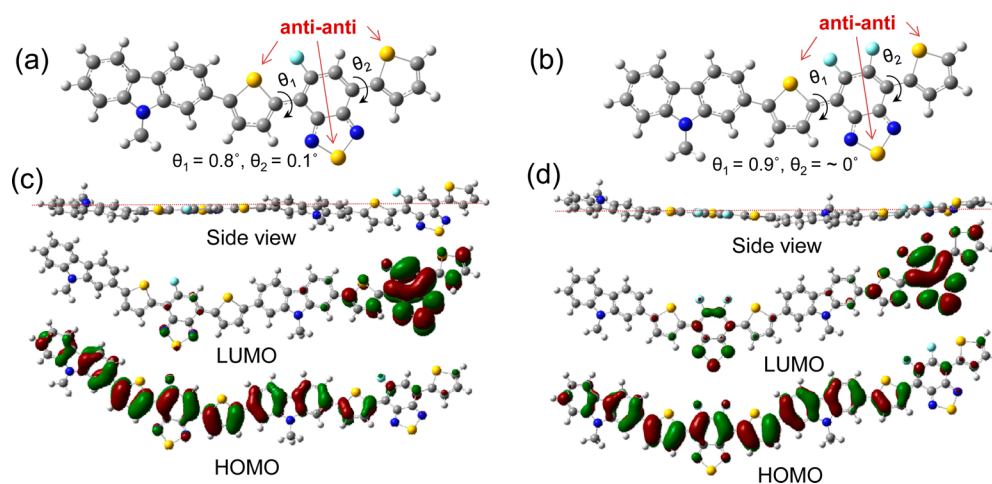 (a)
anti-anti
θ1
θ2
θ1 = 0.8°, θ2 = 0.1°
(b)
anti-anti
θ1
θ2
θ1 = 0.9°, θ2 = ~ 0°
(c)
Side view
LUMO
HOMO
(d)
Side view
LUMO
HOMO